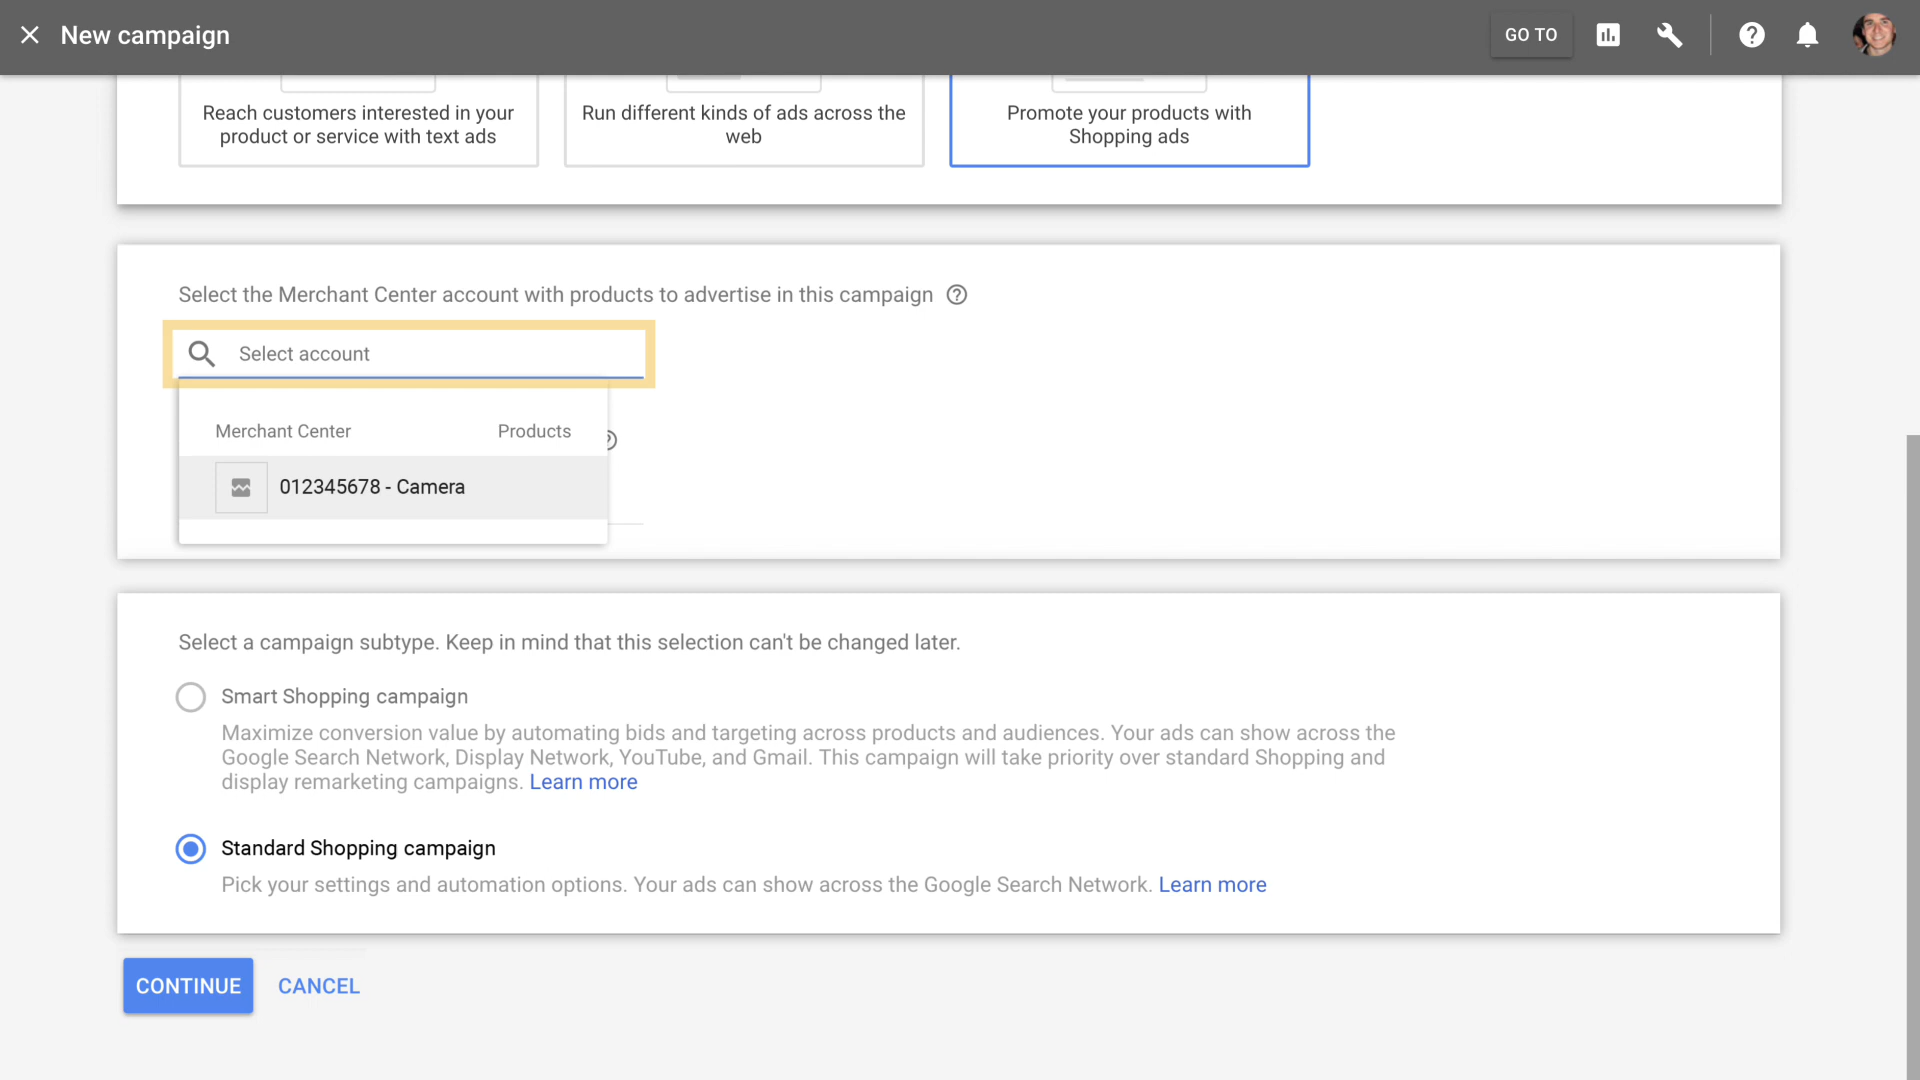 New campaign
GO TO
Reach customers interested in your
product or service with text ads
Run different kinds of ads across the
web
Promote your products with
Shopping ads
Select the Merchant Center account with products to advertise in this campaign
Select account
Merchant Center Products
012345678 - Camera
Select a campaign subtype. Keep in mind that this selection can't be changed later.
Smart Shopping campaign
Maximize conversion value by automating bids and targeting across products and audiences. Your ads can show across the
Google Search Network, Display Network, YouTube, and Gmail. This campaign will take priority over standard Shopping and
display remarketing campaigns. Learn more
Standard Shopping campaign
Pick your settings and automation options. Your ads can show across the Google Search Network. Learn more
CONTINUE CANCEL